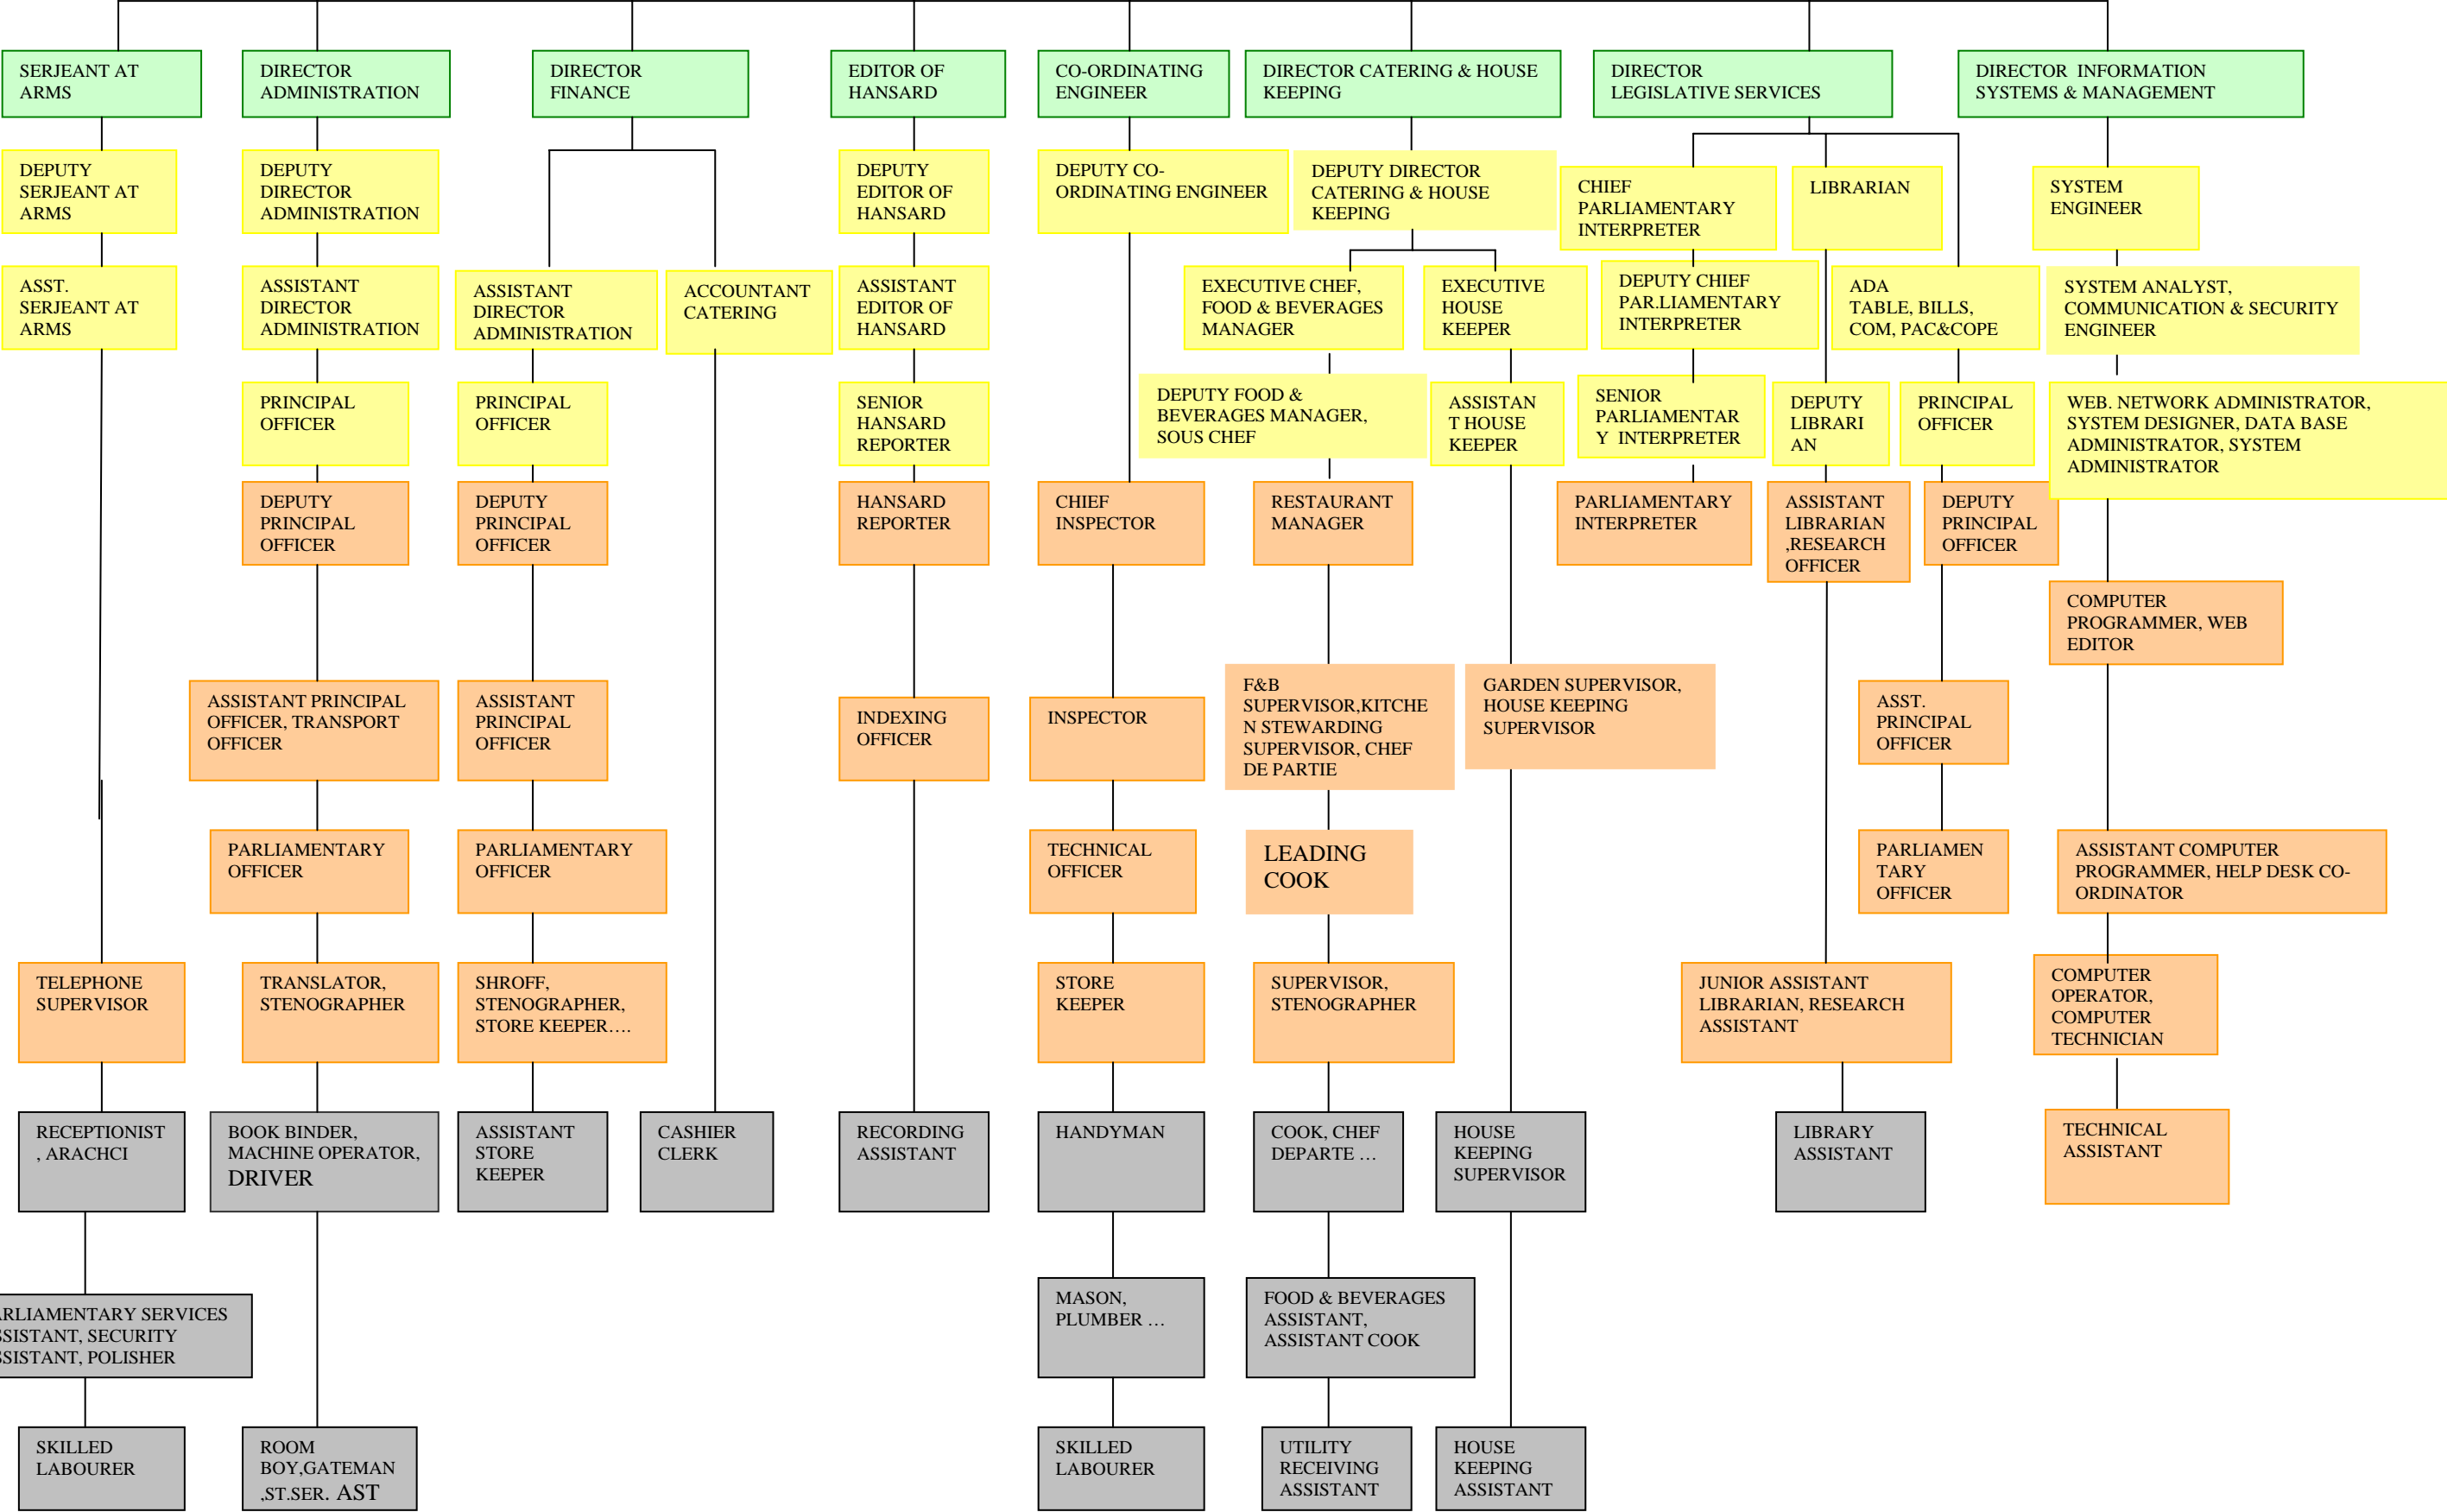 SERJEANT AT
ARMS
DIRECTOR
ADMINISTRATION
DIRECTOR
FINANCE
EDITOR OF
HANSARD
CO-ORDINATING
ENGINEER
DIRECTOR CATERING & HOUSE
KEEPING
DIRECTOR
LEGISLATIVE SERVICES
DIRECTOR INFORMATION
SYSTEMS & MANAGEMENT
DEPUTY
SERJEANT AT
ARMS
DEPUTY
DIRECTOR
ADMINISTRATION
DEPUTY
EDITOR OF
HANSARD
DEPUTY CO-
ORDINATING ENGINEER
DEPUTY DIRECTOR
CATERING & HOUSE
KEEPING
CHIEF
PARLIAMENTARY
INTERPRETER
LIBRARIAN
SYSTEM
ENGINEER
ASST.
SERJEANT AT
ARMS
ASSISTANT
DIRECTOR
ADMINISTRATION
ASSISTANT
DIRECTOR
ADMINISTRATION
ACCOUNTANT
CATERING
ASSISTANT
EDITOR OF
HANSARD
EXECUTIVE CHEF,
FOOD & BEVERAGES
MANAGER
EXECUTIVE
HOUSE
KEEPER
DEPUTY CHIEF
PAR.LIAMENTARY
INTERPRETER
ADA
TABLE, BILLS,
COM, PAC&COPE
SYSTEM ANALYST,
COMMUNICATION & SECURITY
ENGINEER
PRINCIPAL
OFFICER
PRINCIPAL
OFFICER
SENIOR
HANSARD
REPORTER
DEPUTY FOOD &
BEVERAGES MANAGER,
SOUS CHEF
ASSISTAN
T HOUSE
KEEPER
SENIOR
PARLIAMENTAR
Y INTERPRETER
DEPUTY
LIBRARI
AN
PRINCIPAL
OFFICER
WEB. NETWORK ADMINISTRATOR,
SYSTEM DESIGNER, DATA BASE
ADMINISTRATOR, SYSTEM
ADMINISTRATOR
DEPUTY
PRINCIPAL
OFFICER
DEPUTY
PRINCIPAL
OFFICER
HANSARD
REPORTER
CHIEF
INSPECTOR
RESTAURANT
MANAGER
PARLIAMENTARY
INTERPRETER
ASSISTANT
LIBRARIAN
,RESEARCH
OFFICER
DEPUTY
PRINCIPAL
OFFICER
COMPUTER
PROGRAMMER, WEB
EDITOR
ASSISTANT PRINCIPAL
OFFICER, TRANSPORT
OFFICER
ASSISTANT
PRINCIPAL
OFFICER
INDEXING
OFFICER
INSPECTOR
F&B
SUPERVISOR,KITCHE
N STEWARDING
SUPERVISOR, CHEF
DE PARTIE
GARDEN SUPERVISOR,
HOUSE KEEPING
SUPERVISOR
ASST.
PRINCIPAL
OFFICER
PARLIAMENTARY
OFFICER
PARLIAMENTARY
OFFICER
TECHNICAL
OFFICER
LEADING
COOK
PARLIAMEN
TARY
OFFICER
ASSISTANT COMPUTER
PROGRAMMER, HELP DESK CO-
ORDINATOR
TELEPHONE
SUPERVISOR
TRANSLATOR,
STENOGRAPHER
SHROFF,
STENOGRAPHER,
STORE KEEPER….
STORE
KEEPER
SUPERVISOR,
STENOGRAPHER
JUNIOR ASSISTANT
LIBRARIAN, RESEARCH
ASSISTANT
COMPUTER
OPERATOR,
COMPUTER
TECHNICIAN
RECEPTIONIST
, ARACHCI
BOOK BINDER,
MACHINE OPERATOR,
DRIVER
ASSISTANT
STORE
KEEPER
CASHIER
CLERK
RECORDING
ASSISTANT
HANDYMAN
COOK, CHEF
DEPARTE …
HOUSE
KEEPING
SUPERVISOR
LIBRARY
ASSISTANT
TECHNICAL
ASSISTANT
ARLIAMENTARY SERVICES
SSISTANT, SECURITY
SSISTANT, POLISHER
MASON,
PLUMBER …
FOOD & BEVERAGES
ASSISTANT,
ASSISTANT COOK
SKILLED
LABOURER
ROOM
BOY,GATEMAN
,ST.SER. AST
SKILLED
LABOURER
UTILITY
RECEIVING
ASSISTANT
HOUSE
KEEPING
ASSISTANT